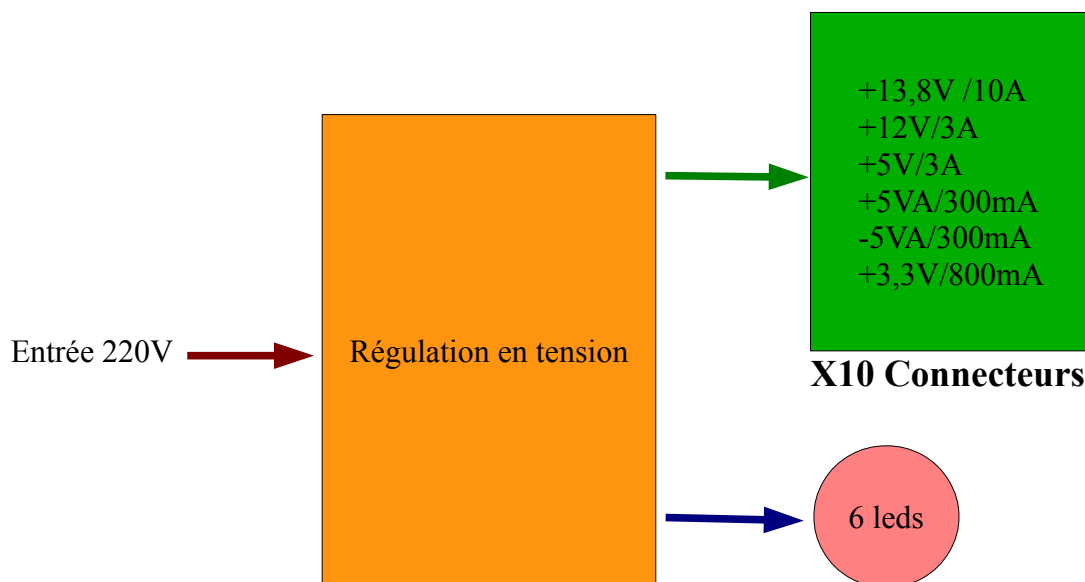 +13,8V /10A
+12V/3A
+5V/3A
+5VA/300mA
-5VA/300mA
+3,3V/800mA
Entrée 220V
Régulation en tension
X10 Connecteurs
6 leds